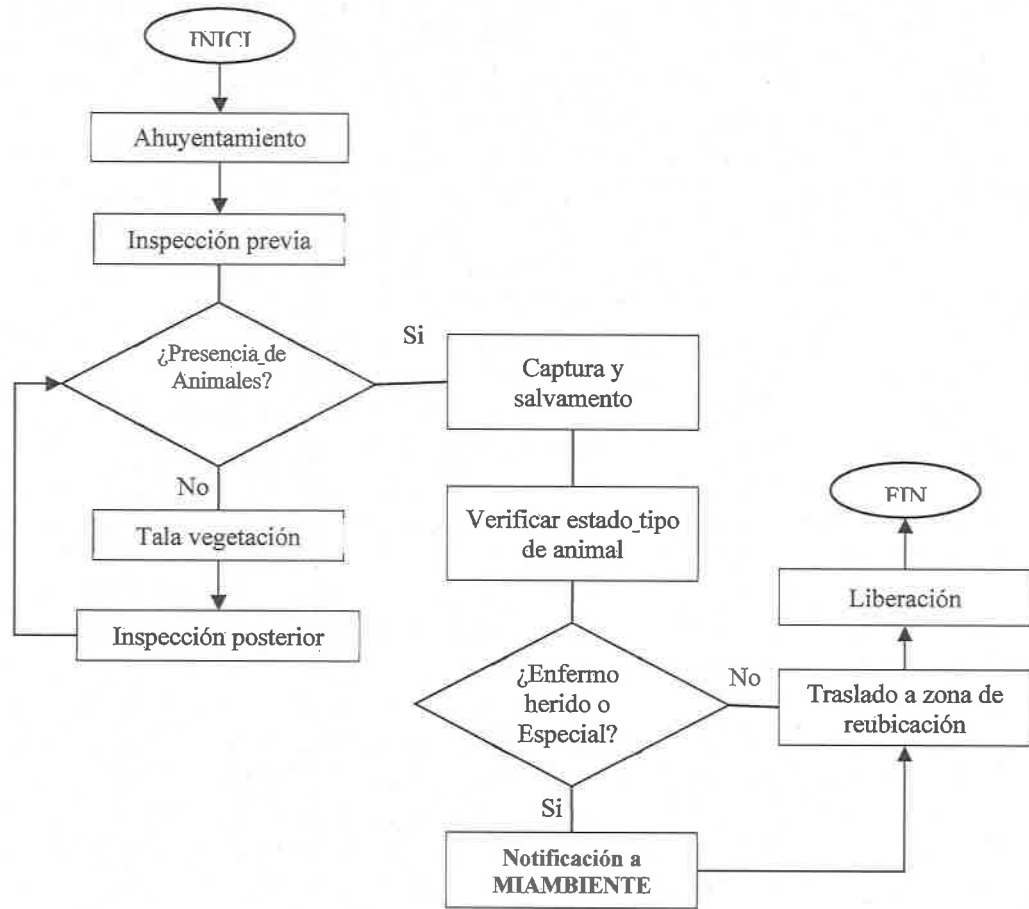 INICI
Ahuyentamiento
Inspección previa
¿Presencia de
Animales?
Si
Captura y
salvamento
No
Tala vegetación
Inspección posterior
Verificar estado tipo
de animal
¿Enfermo
herido o
Especial?
No
Si
Notificación a
MIAMBIENTE
Traslado a zona de
reubicación
Liberación
FIN